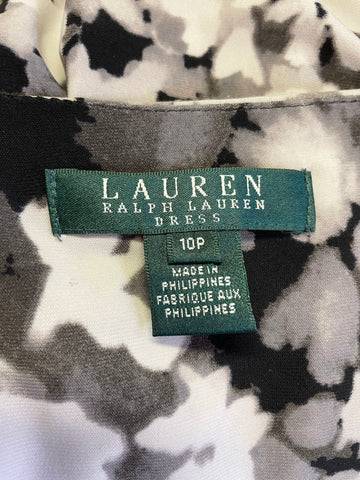 LAUREN
RALPH LAUREN
DRESS
10P
MADE IN
PHILIPPINES
FABRIQUE AUX
PHILIPPINES